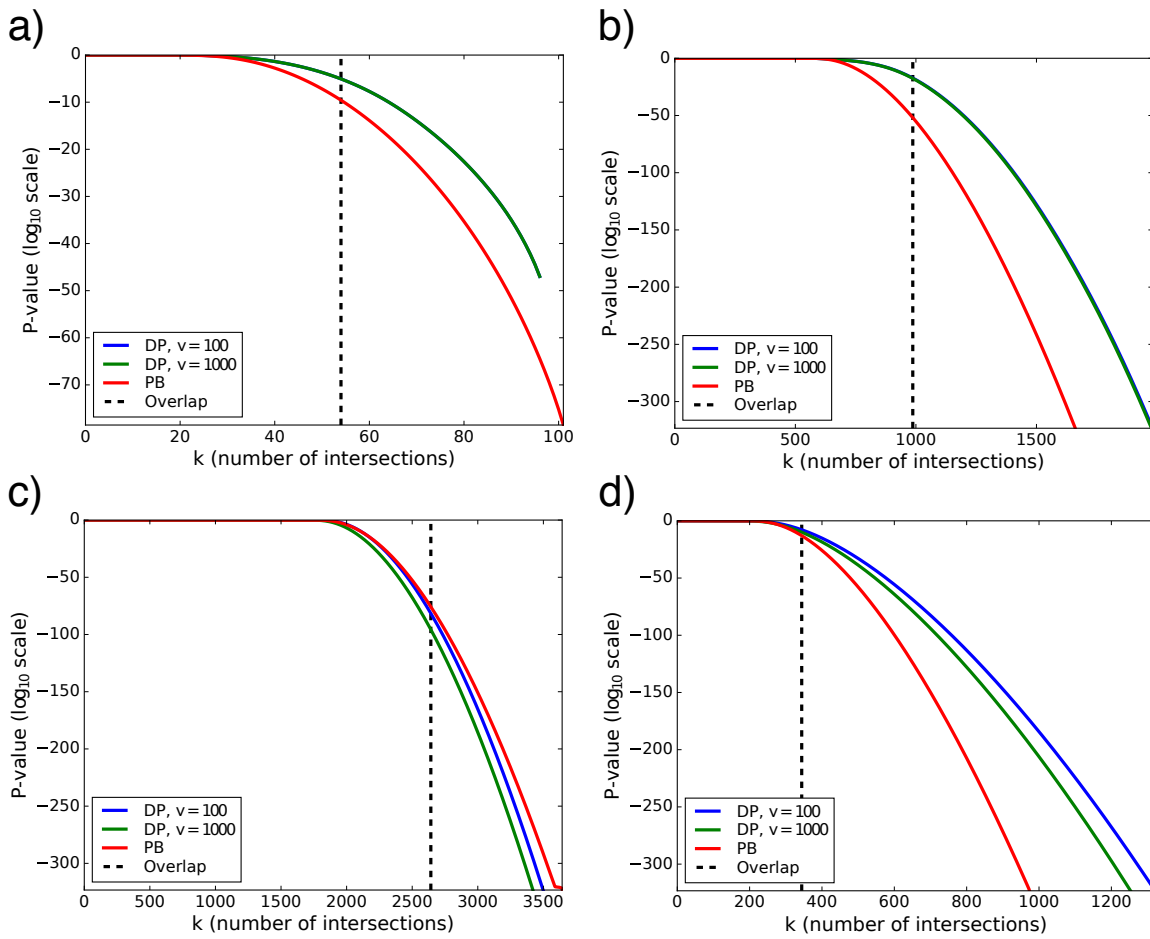 a)
0
−10
−20
−30
−40
−50
−60
−70
P-value (log10 scale)
DP, v = 100
DP, v = 1000
PB
Overlap
0 20 40 60 80 100
k (number of intersections)
b)
0
−50
−100
−150
−200
−250
−300
P-value (log10 scale)
DP, v = 100
DP, v = 1000
PB
Overlap
0 500 1000 1500
k (number of intersections)
c)
0
−50
−100
−150
−200
−250
−300
P-value (log10 scale)
DP, v = 100
DP, v = 1000
PB
Overlap
0 500 1000 1500 2000 2500 3000 3500
k (number of intersections)
d)
0
−50
−100
−150
−200
−250
−300
P-value (log10 scale)
DP, v = 100
DP, v = 1000
PB
Overlap
0 200 400 600 800 1000 1200
k (number of intersections)